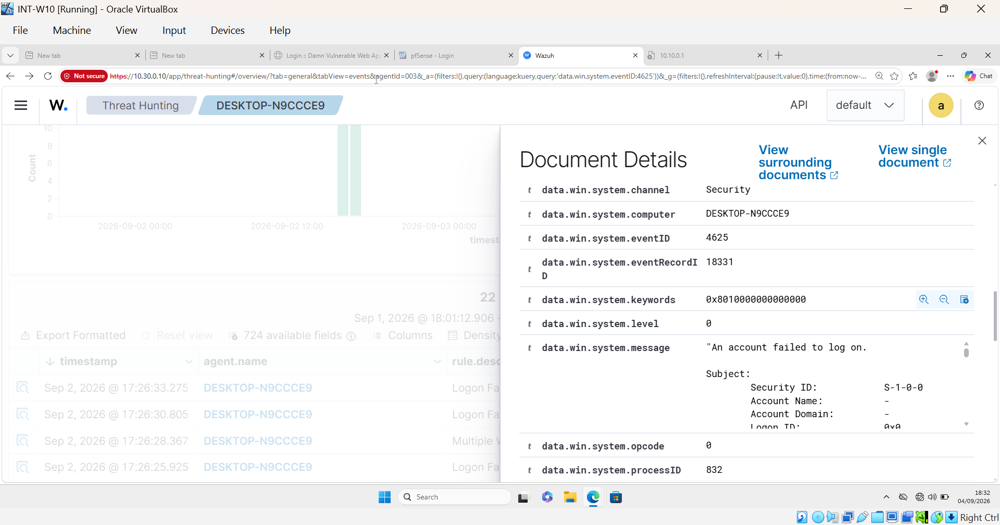 INT-W10 [Running] - Oracle VirtualBox
File Machine View Input Devices Help
New tab
New tab
Login :: Damn Vulnerable Web App
pfSense - Login
Wazuh
10.10.0.1
Not secure https://10.30.0.10/app/threat-hunting#/overview/?tab=general&tabView=events&agentId=003&_a=(filters:!(),query:(language:kuery,query:'data.win.system.eventID:4625'))&_g=(filters:!(),refreshInterval:(pause:!t,value:0),time:(from:now-... Chat
W. Threat Hunting DESKTOP-N9CCCE9 API default a
10
8
6
4
2
0
Count
2026-09-02 00:00 2026-09-02 12:00 2026-09-03 00:00
timest
22
Sep 1, 2026 @ 18:01:12.906 -
Export Formatted Reset view 724 available fields Columns Density
timestamp agent.name rule.desc
Sep 2, 2026 @ 17:26:33.275 DESKTOP-N9CCCE9 Logon Fa
Sep 2, 2026 @ 17:26:30.805 DESKTOP-N9CCCE9 Logon Fa
Sep 2, 2026 @ 17:26:28.367 DESKTOP-N9CCCE9 Multiple W
Sep 2, 2026 @ 17:26:25.925 DESKTOP-N9CCCE9 Logon Fa
Document Details
View surrounding documents
View single document
t data.win.system.channel Security
t data.win.system.computer DESKTOP-N9CCCE9
t data.win.system.eventID 4625
t data.win.system.eventRecordI 18331
D
t data.win.system.keywords 0x8010000000000000
t data.win.system.level 0
t data.win.system.message "An account failed to log on.
Subject:
Security ID: S-1-0-0
Account Name: -
Account Domain: -
Logon ID: 0x0
t data.win.system.opcode 0
t data.win.system.processID 832
Search
18:32
04/09/2026
Right Ctrl